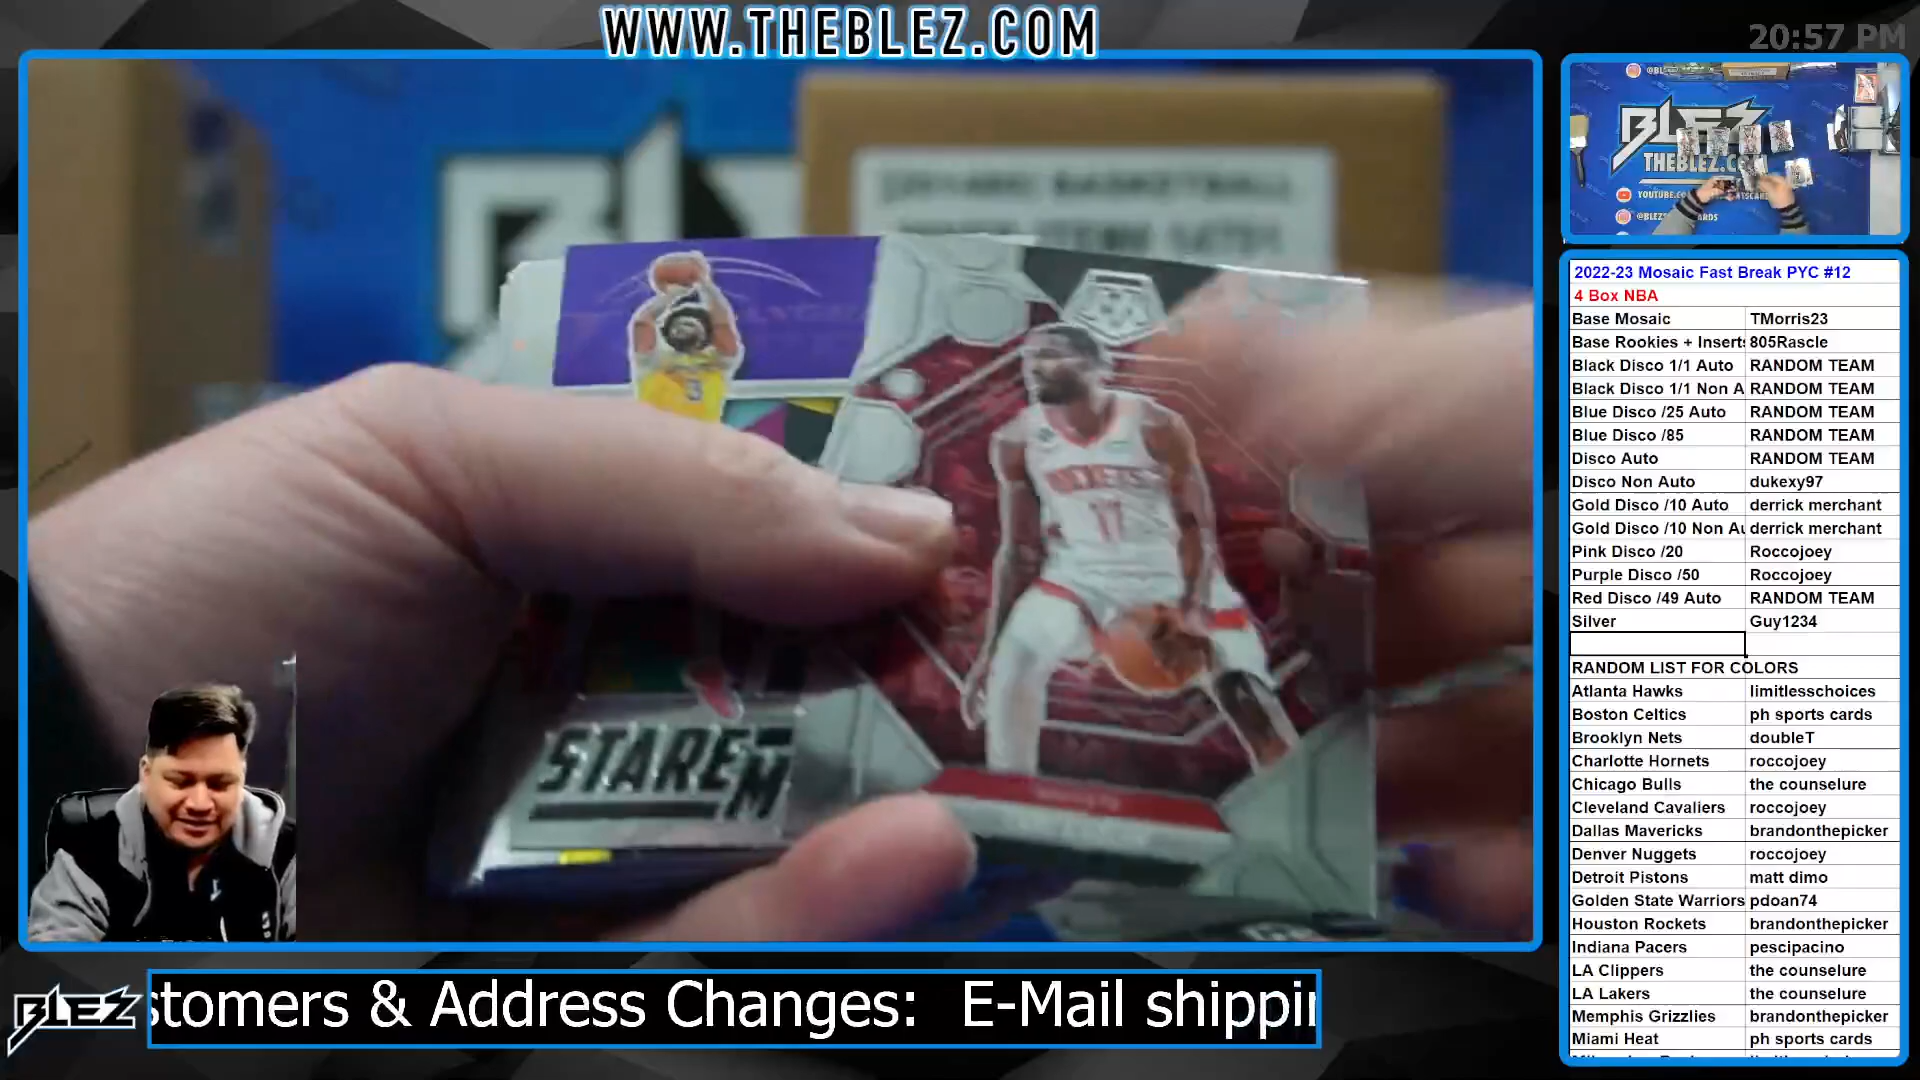 WWW.THEBLEZ.COM
20:57 PM
BLEZ
THEBLEZ.CO
STARE
M
3
17
2022-23 Mosaic Fast Break PYC #12
4 Box NBA
Base Mosaic TMorris23
Base Rookies + Inserts 805Rascle
Black Disco 1/1 Auto RANDOM TEAM
Black Disco 1/1 Non A RANDOM TEAM
Blue Disco /25 Auto RANDOM TEAM
Blue Disco /85 RANDOM TEAM
Disco Auto RANDOM TEAM
Disco Non Auto dukexy97
Gold Disco /10 Auto derrick merchant
Gold Disco /10 Non Au derrick merchant
Pink Disco /20 Roccojoey
Purple Disco /50 Roccojoey
Red Disco /49 Auto RANDOM TEAM
Silver Guy1234
RANDOM LIST FOR COLORS
Atlanta Hawks limitlesschoices
Boston Celtics ph sports cards
Brooklyn Nets doubleT
Charlotte Hornets roccojoey
Chicago Bulls the counselure
Cleveland Cavaliers roccojoey
Dallas Mavericks brandonthepicker
Denver Nuggets roccojoey
Detroit Pistons matt dimo
Golden State Warriors pdoan74
Houston Rockets brandonthepicker
Indiana Pacers pescipacino
LA Clippers the counselure
LA Lakers the counselure
Memphis Grizzlies brandonthepicker
Miami Heat ph sports cards
BLEZ
stomers & Address Changes: E-Mail shippin